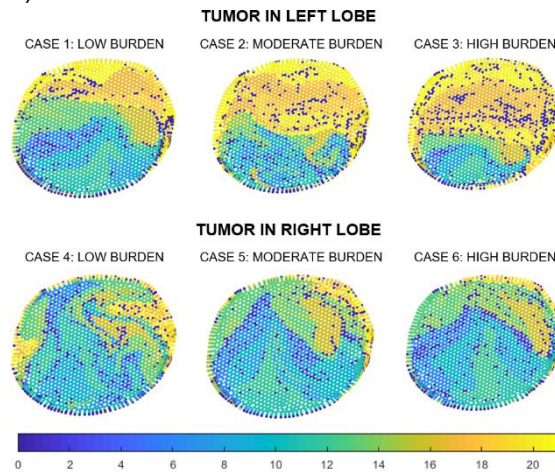 TUMOR IN LEFT LOBE
CASE 1: LOW BURDEN CASE 2: MODERATE BURDEN CASE 3: HIGH BURDEN
TUMOR IN RIGHT LOBE
CASE 4: LOW BURDEN CASE 5: MODERATE BURDEN CASE 6: HIGH BURDEN
0 2 4 6 8 10 12 14 16 18 20